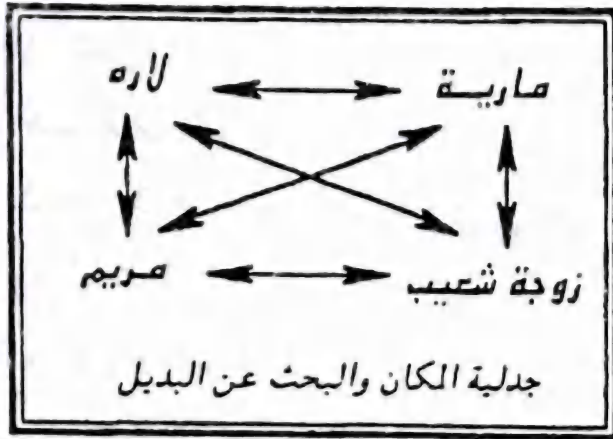 مارية لاره
زوجة شعيب مريم
جدلية المكان والبحث عن البديل